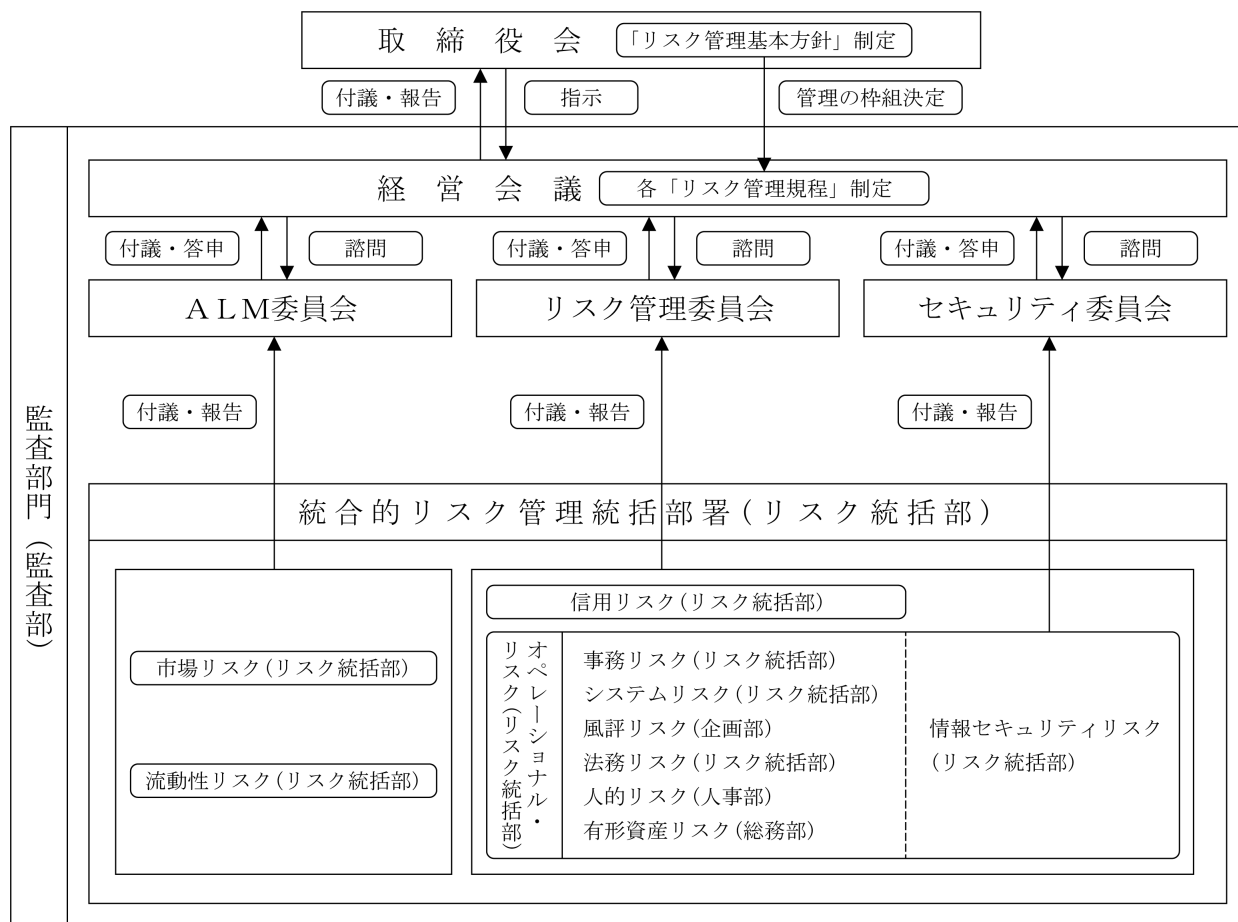 取締役会
「リスク管理基本方針」制定
付議・報告
指示
管理の枠組決定
経営会議
各「リスク管理規程」制定
付議・答申
諮問
付議・答申
諮問
付議・答申
諮問
ＡＬＭ委員会
リスク管理委員会
セキュリティ委員会
付議・報告
付議・報告
付議・報告
監査部門(監査部)
統合的リスク管理統括部署(リスク統括部)
市場リスク(リスク統括部)
流動性リスク(リスク統括部)
信用リスク(リスク統括部)
オペレーショナル・
リスク(リスク統括部)
事務リスク(リスク統括部)
システムリスク(リスク統括部)
風評リスク(企画部)
法務リスク(リスク統括部)
人的リスク(人事部)
有形資産リスク(総務部)
情報セキュリティリスク
(リスク統括部)